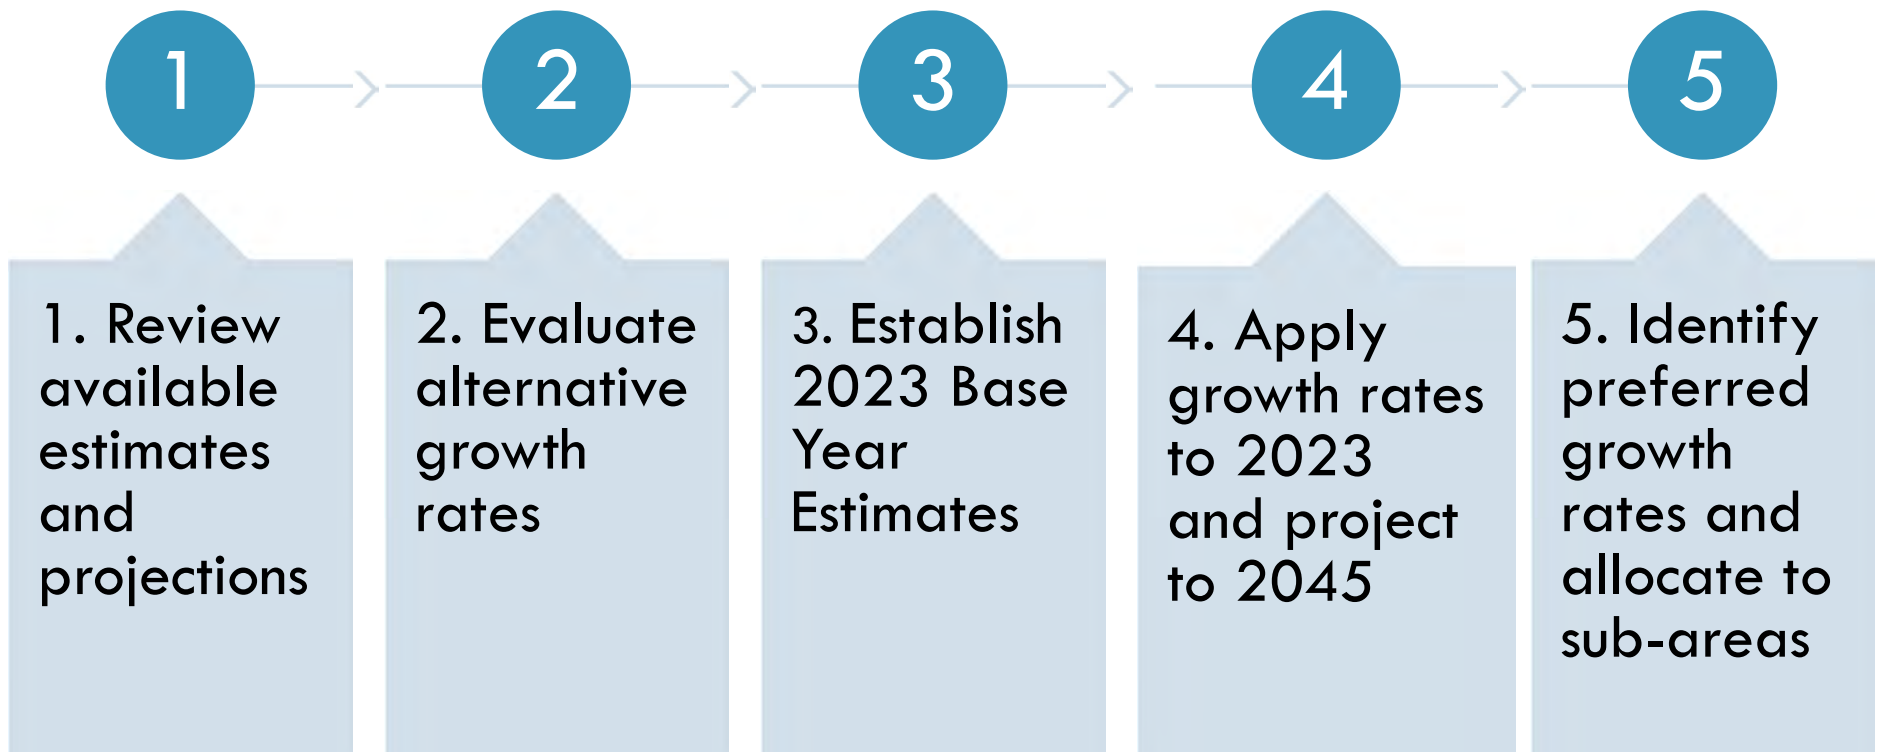 1
2
3
4
5
1. Review
available
estimates
and
projections
2. Evaluate
alternative
growth
rates
3. Establish
2023 Base
Year
Estimates
4. Apply
growth rates
to 2023
and project
to 2045
5. Identify
preferred
growth
rates and
allocate to
sub-areas